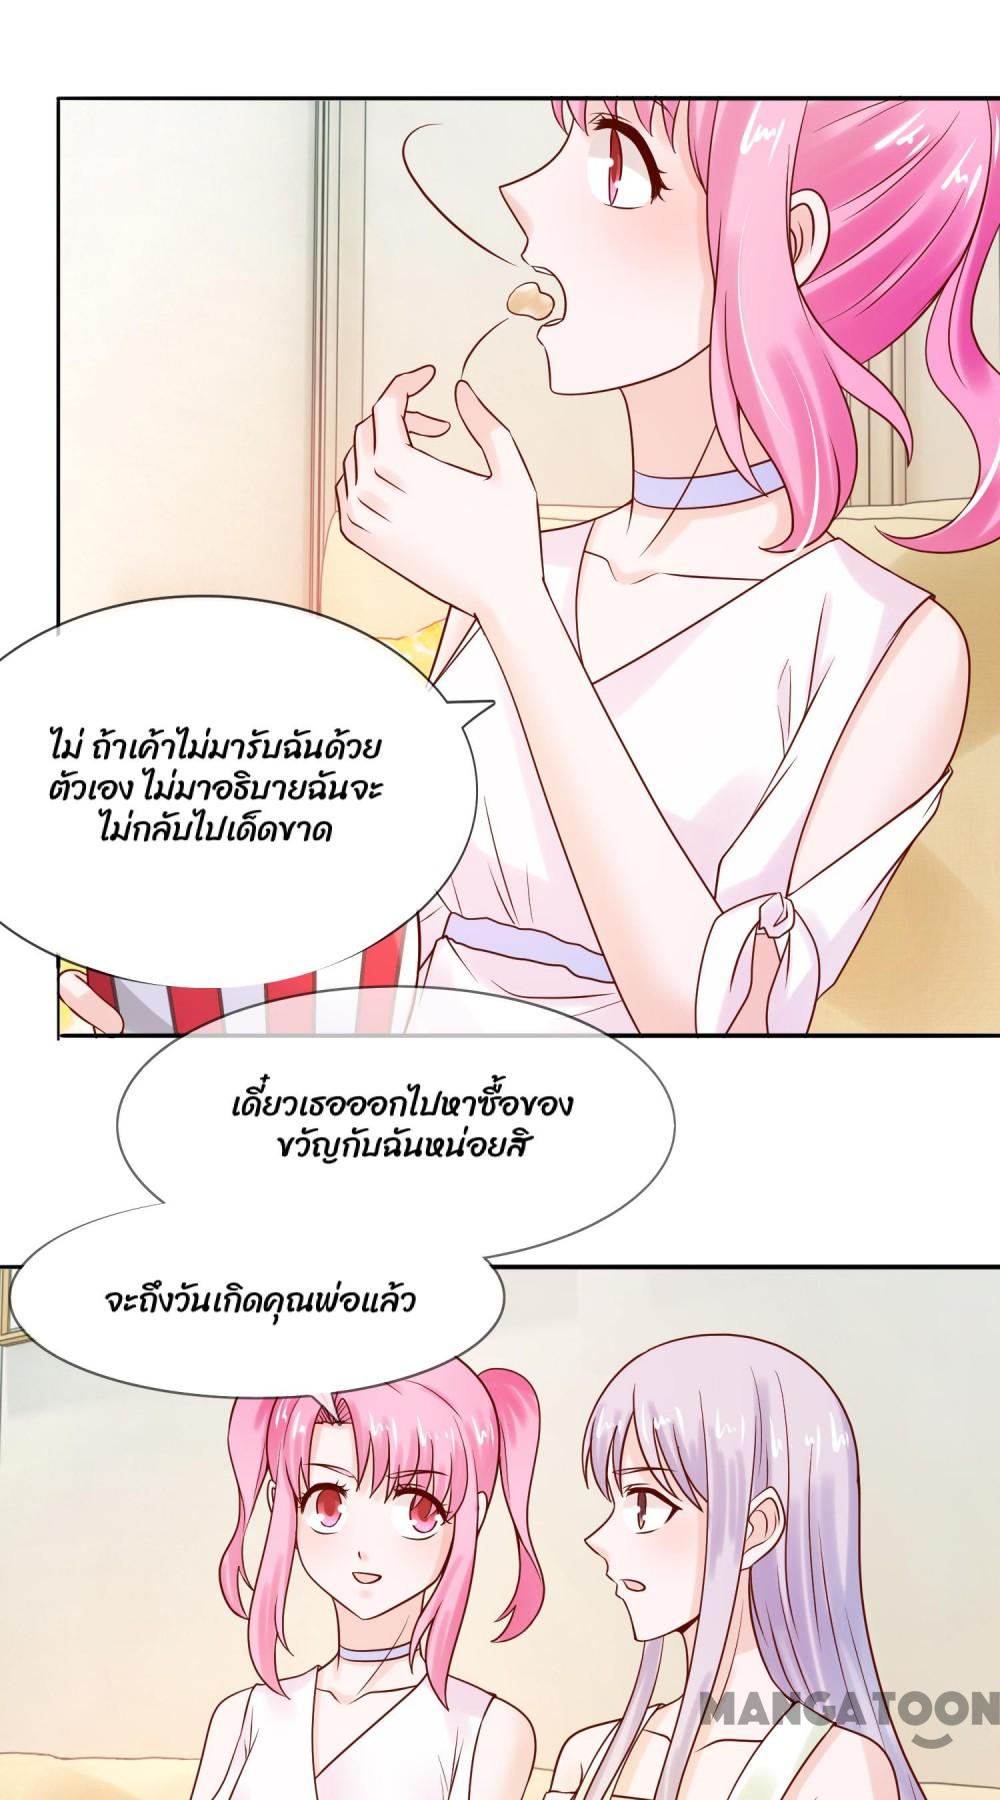 ไม่ ถ้าเค้าไม่มารับฉันด้วย
ตัวเอง ไม่มาอธิบายฉันจะ
ไม่กลับไปเด็ดขาด
เดี๋ยวเธอออกไปหาซื้อของ
ขวัญกับฉันหน่อยสิ
จะถึงวันเกิดคุณพ่อแล้ว
MANGATOON